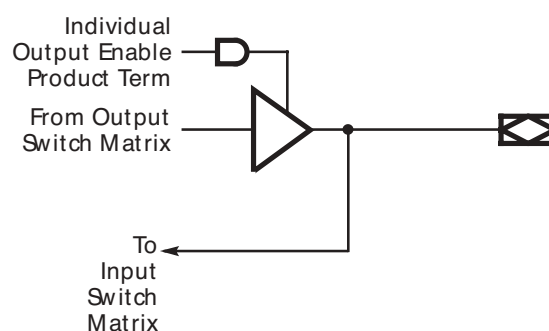 Individual
Output Enable
Product Term
From Output
Switch Matrix
To
Input
Switch
Matrix